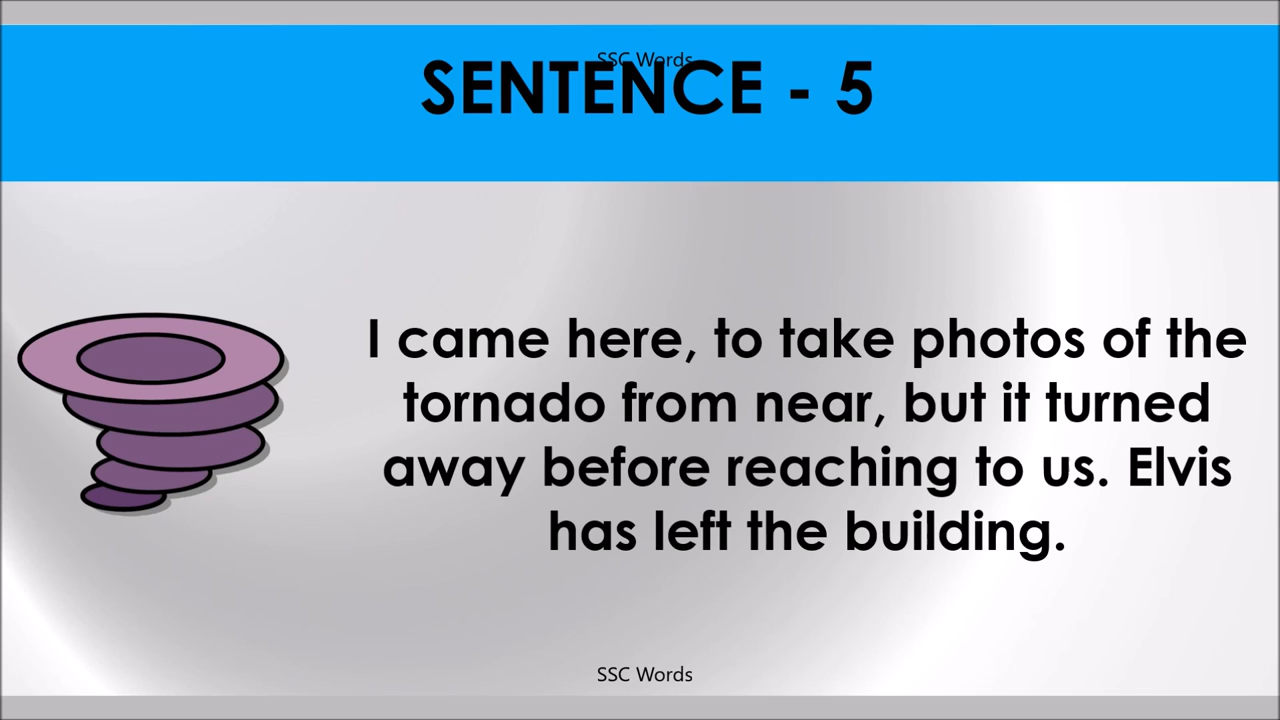 SSC Words
SENTENCE - 5
I came here, to take photos of the
tornado from near, but it turned
away before reaching to us. Elvis
has left the building.
SSC Words